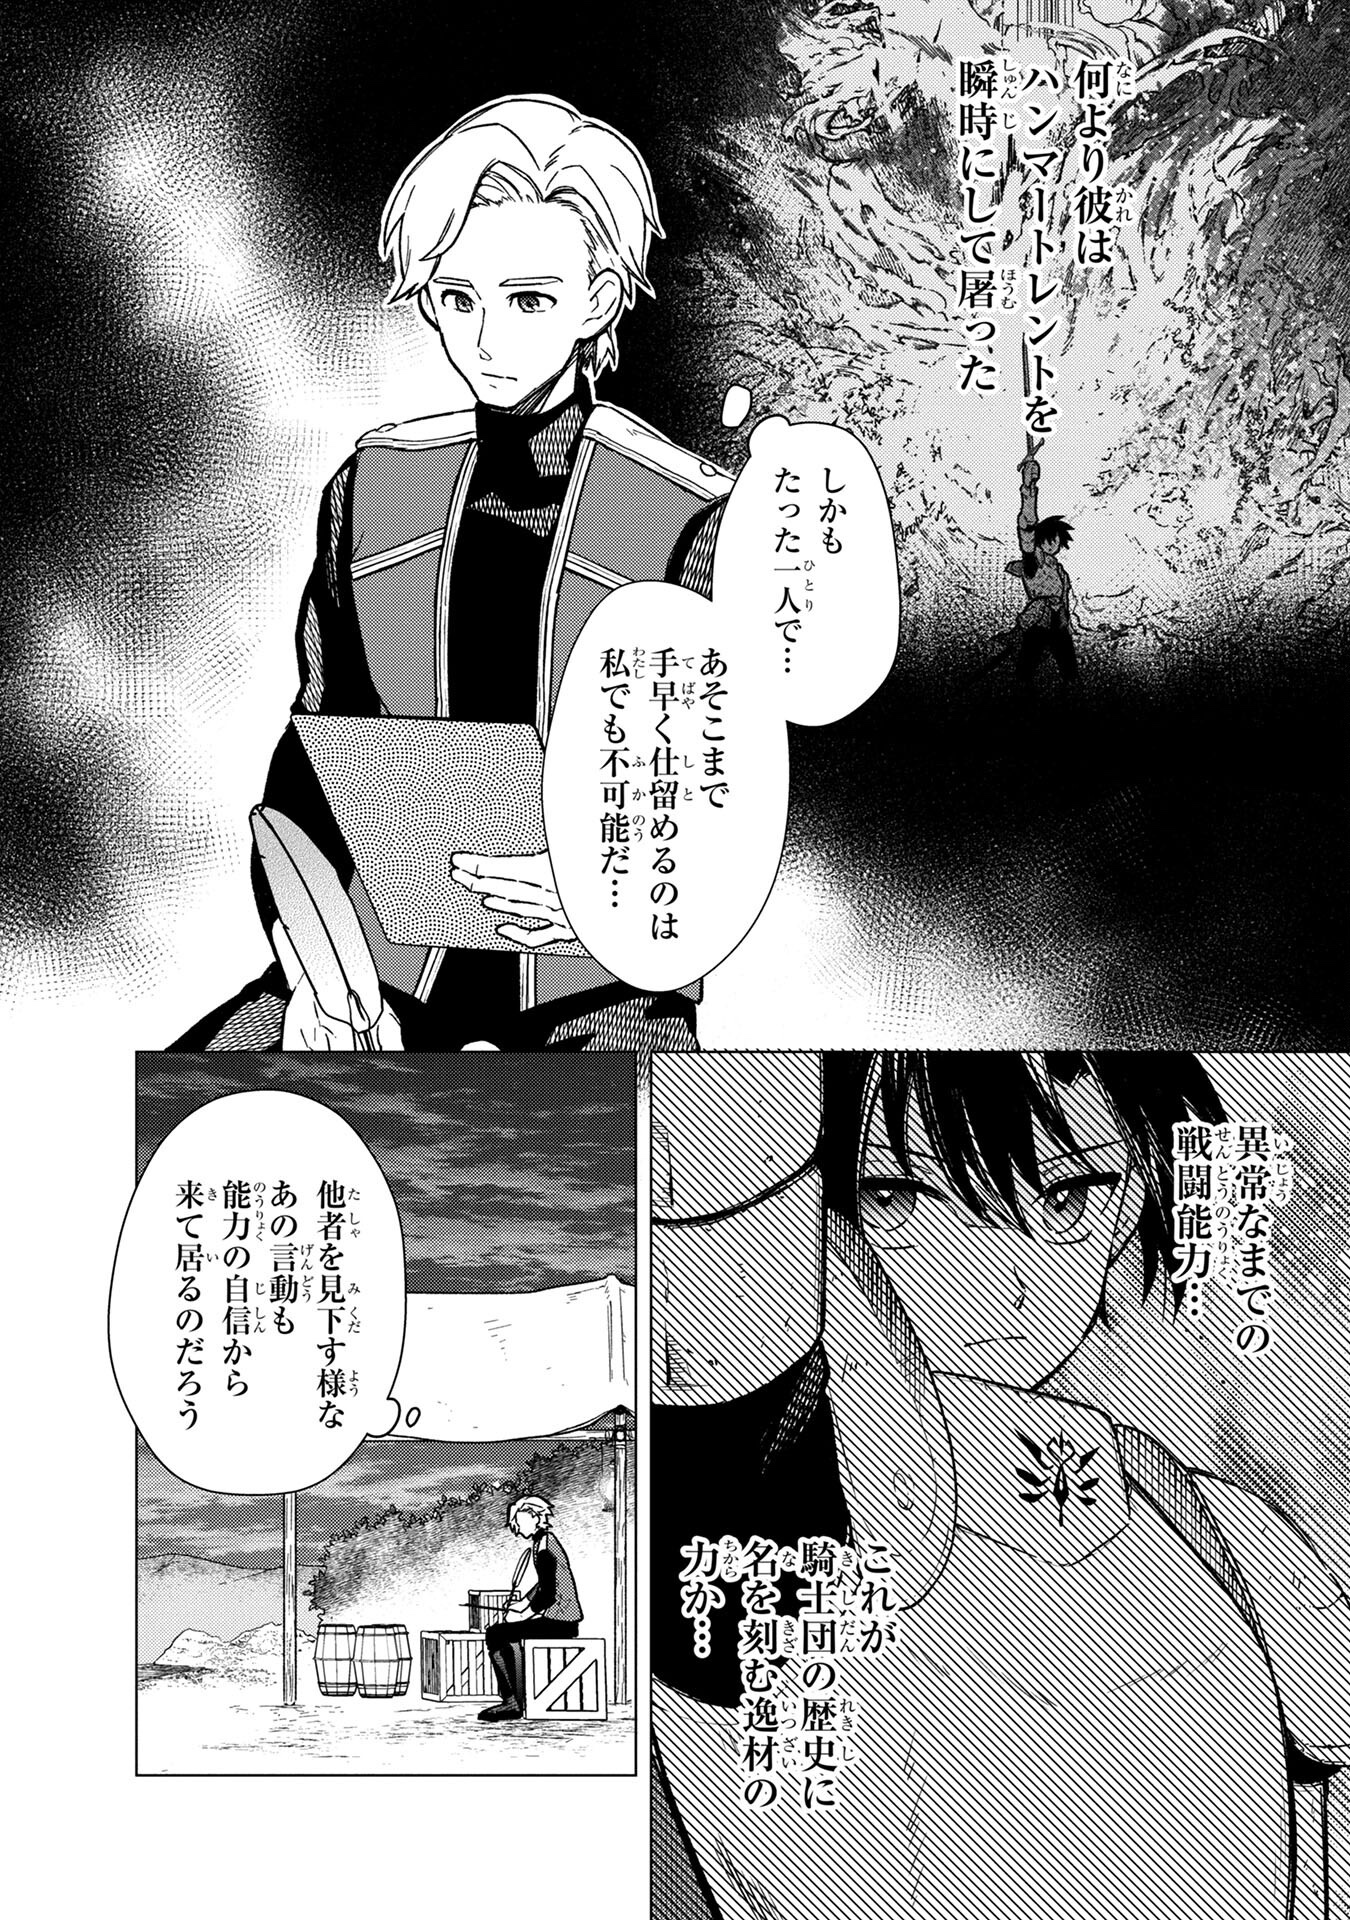 何より彼は
ハンマートレントを
瞬時にして屠った
しかも
たった一人で…
あそこまで
手早く仕留めるのは
私でも不可能だ…
異常なまでの
戦闘能力…
これが
騎士団の歴史に
名を刻む逸材の
力か…
他者を見下す様な
あの言動も
能力の自信から
来て居るのだろう